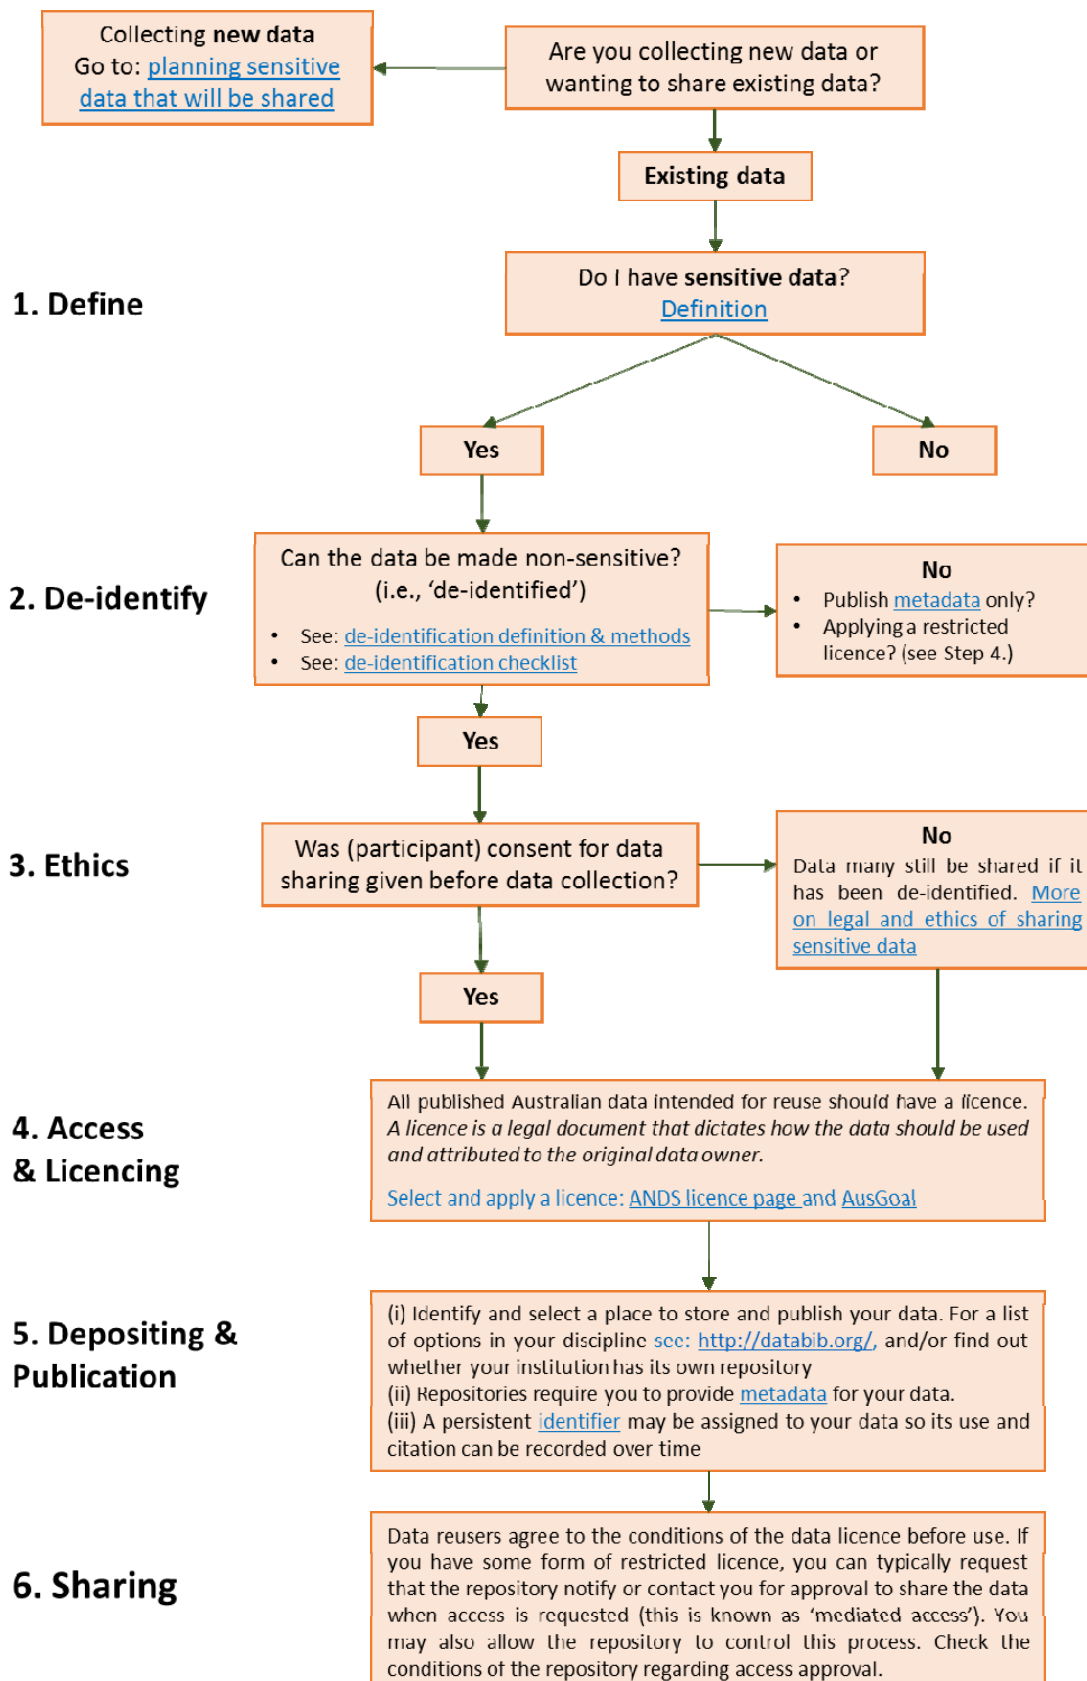 Collecting new data
Go to: planning sensitive
data that will be shared
Are you collecting new data or
wanting to share existing data?
Existing data
1. Define
Do I have sensitive data?
Definition
Yes
No
2. De-identify
Can the data be made non-sensitive?
(i.e., ‘de-identified’)
• See: de-identification definition & methods
• See: de-identification checklist
No
• Publish metadata only?
• Applying a restricted
licence? (see Step 4.)
Yes
3. Ethics
Was (participant) consent for data
sharing given before data collection?
No
Data many still be shared if it
has been de-identified. More
on legal and ethics of sharing
sensitive data
Yes
4. Access
& Licencing
All published Australian data intended for reuse should have a licence.
A licence is a legal document that dictates how the data should be used
and attributed to the original data owner.
Select and apply a licence: ANDS licence page and AusGoal
5. Depositing &
Publication
(i) Identify and select a place to store and publish your data. For a list
of options in your discipline see: http://databib.org/, and/or find out
whether your institution has its own repository
(ii) Repositories require you to provide metadata for your data.
(iii) A persistent identifier may be assigned to your data so its use and
citation can be recorded over time
6. Sharing
Data reusers agree to the conditions of the data licence before use. If
you have some form of restricted licence, you can typically request
that the repository notify or contact you for approval to share the data
when access is requested (this is known as ‘mediated access’). You
may also allow the repository to control this process. Check the
conditions of the repository regarding access approval.